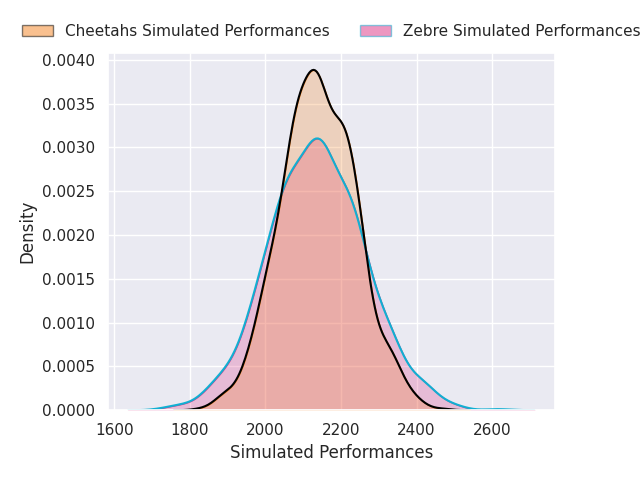 Cheetahs Simulated Performances Zebre Simulated Performances
0.0040
0.0035
0.0030
0.0025
0.0020
0.0015
0.0010
0.0005
0.0000
Density
1600 1800 2000 2200 2400 2600
Simulated Performances